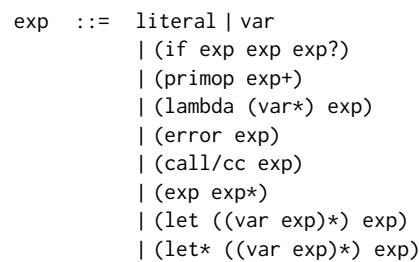 exp ::= literal | var
| (if exp exp exp?)
| (primop exp+)
| (lambda (var*) exp)
| (error exp)
| (call/cc exp)
| (exp exp*)
| (let ((var exp)*) exp)
| (let* ((var exp)*) exp)